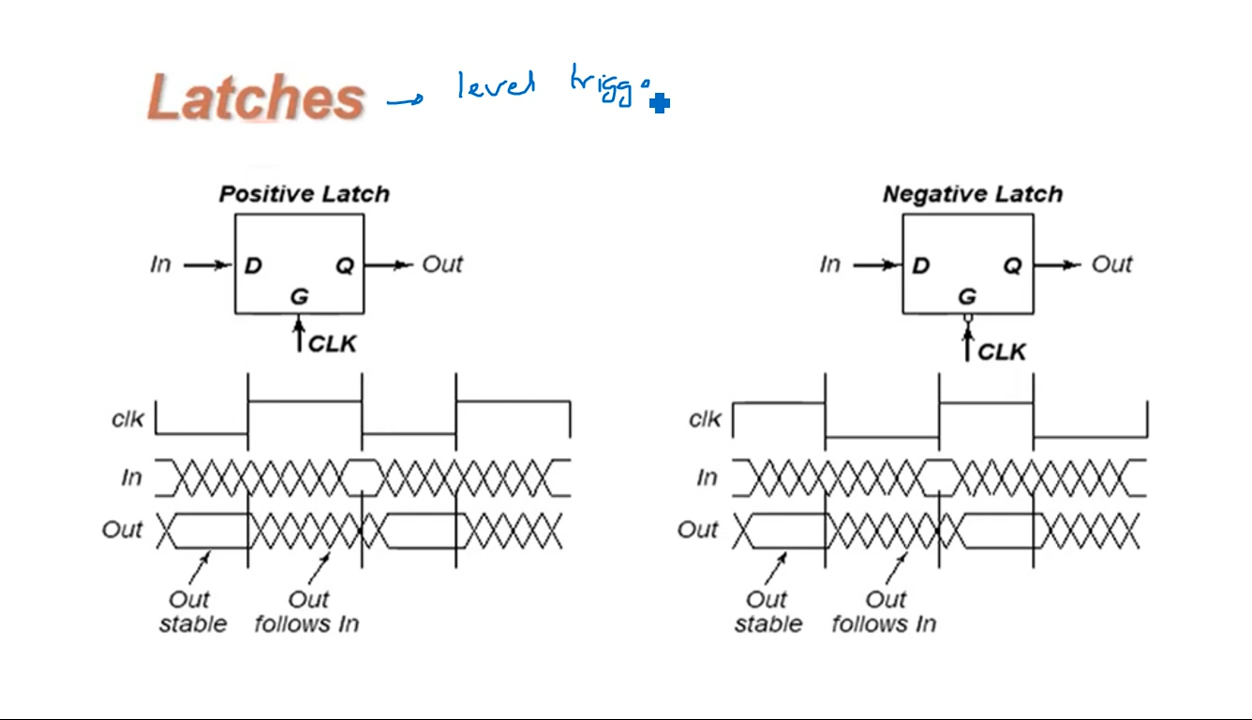 Latches → level trigg
Positive Latch
In D Q Out
G
CLK
clk
In
Out
Out stable
Out follows In
Negative Latch
In D Q Out
G
CLK
clk
In
Out
Out stable
Out follows In